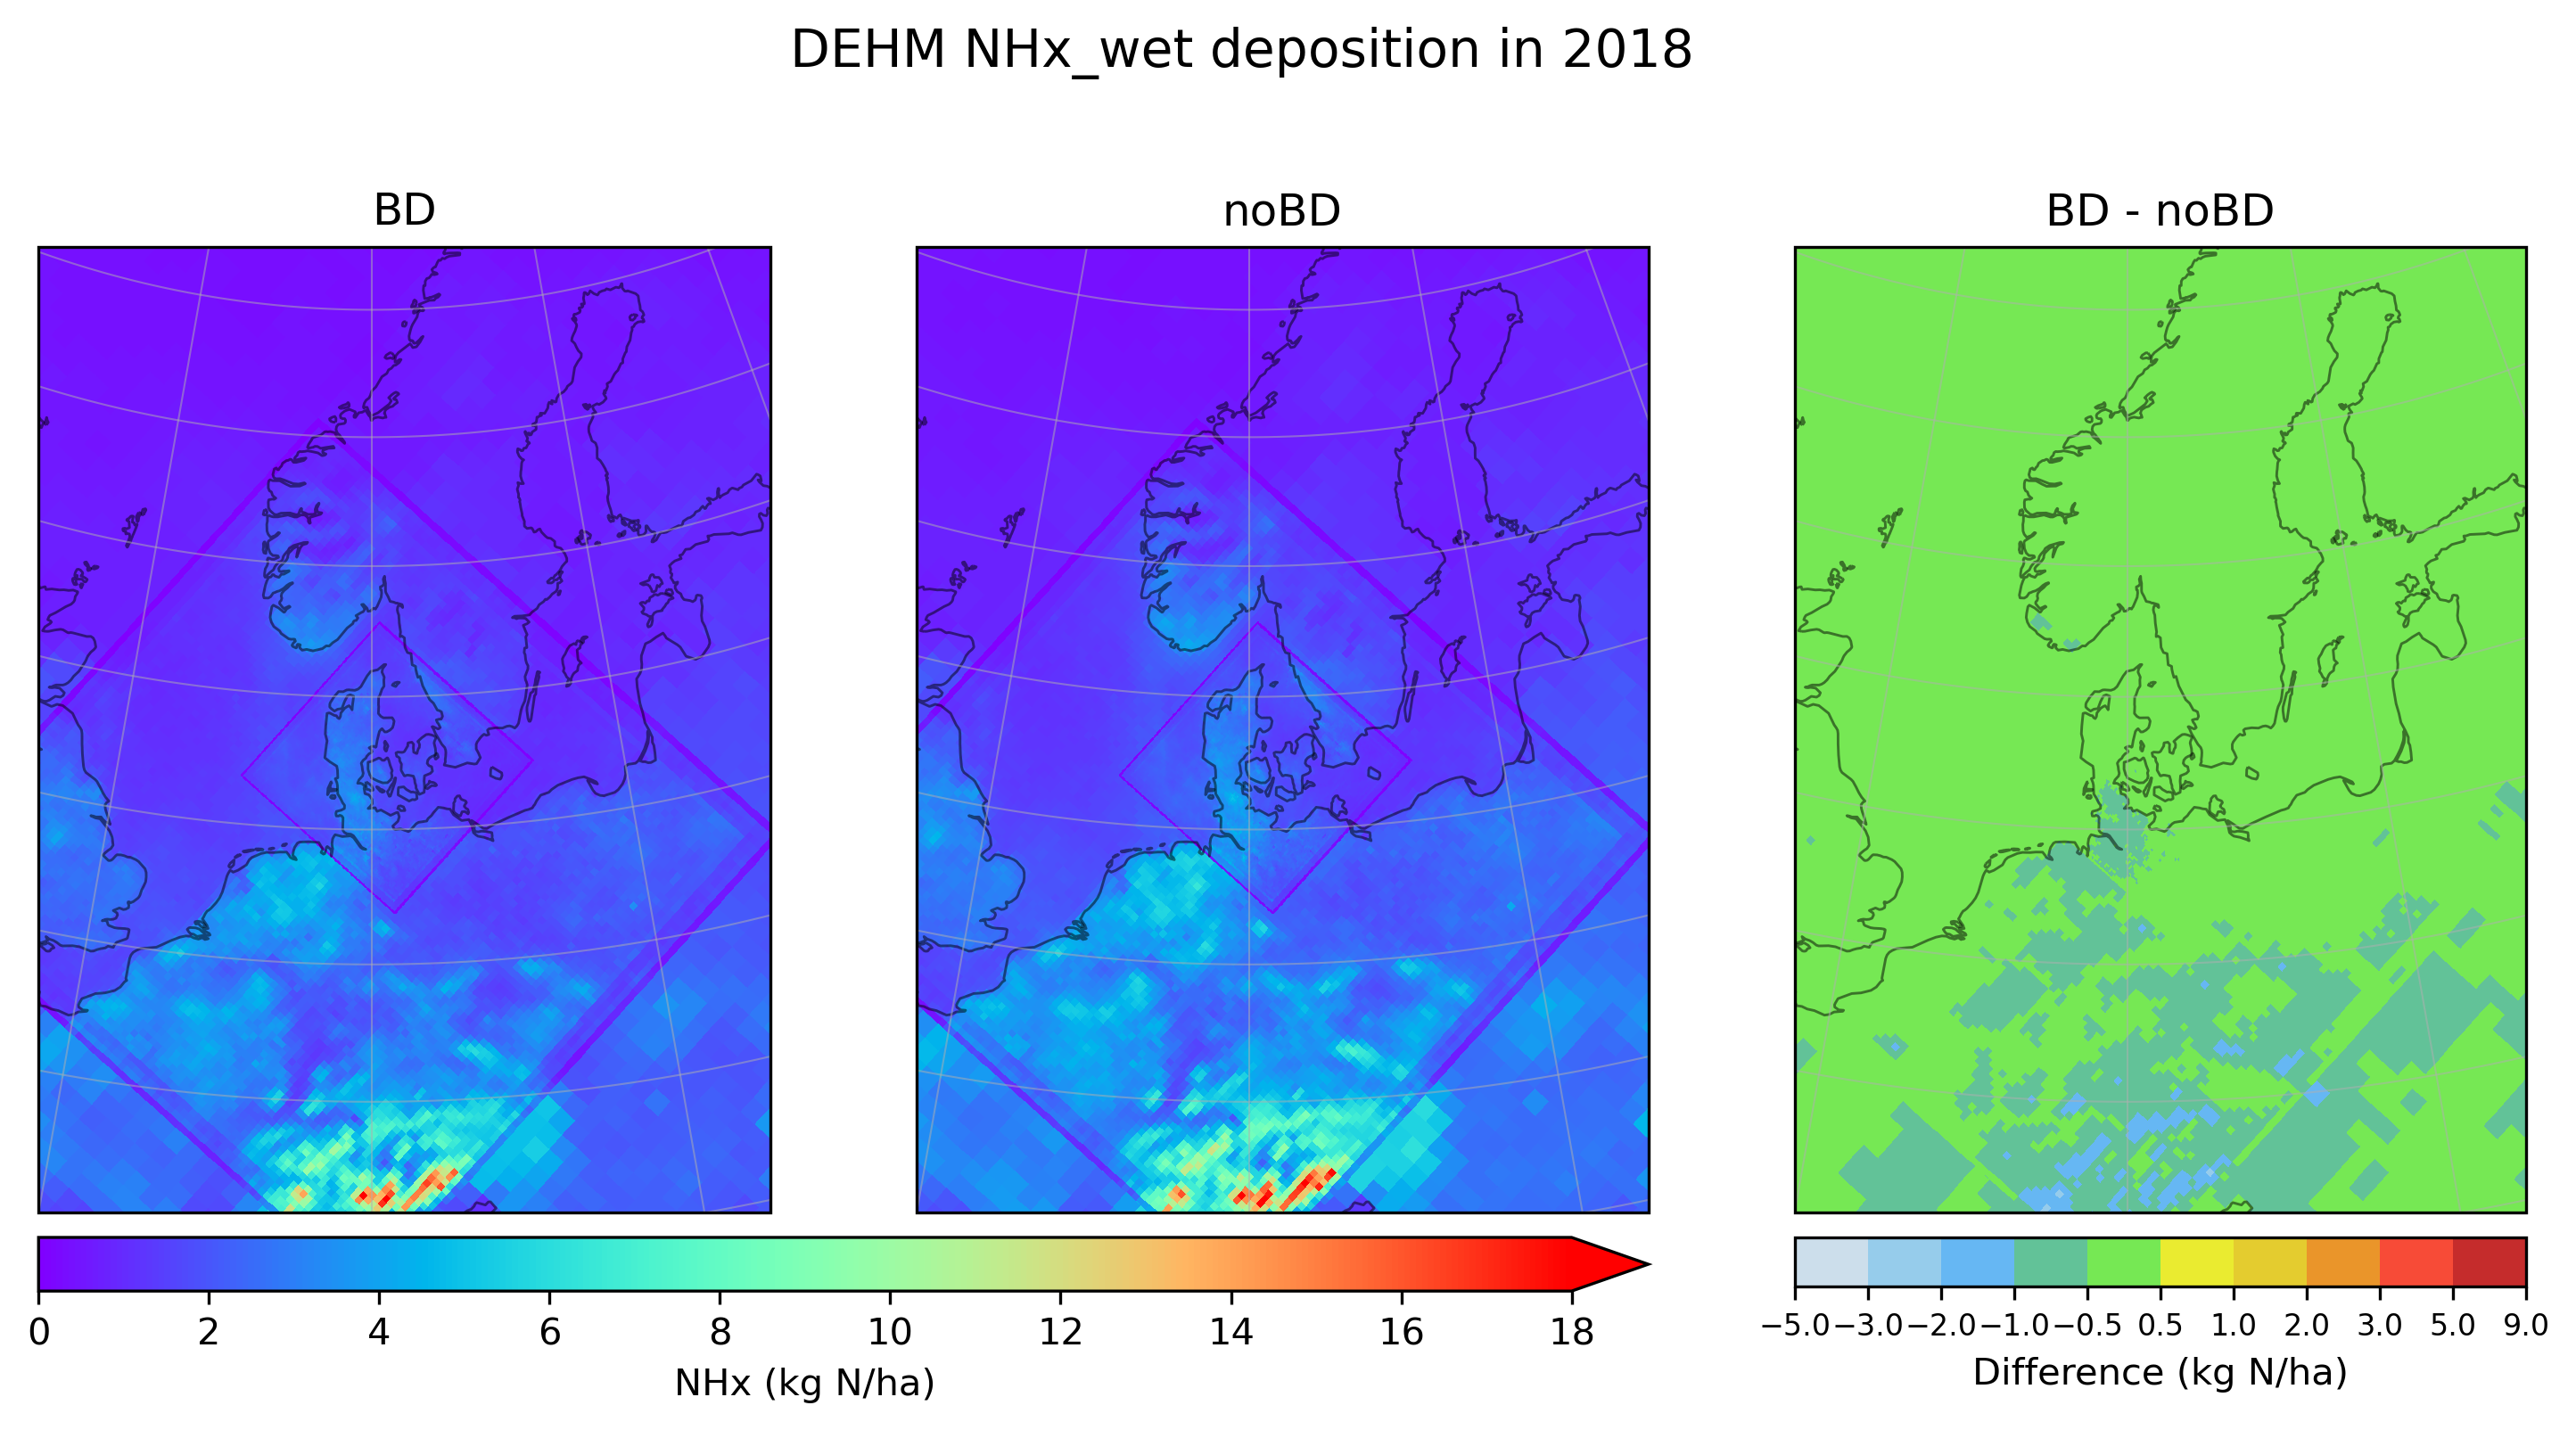 DEHM NHx_wet deposition in 2018
BD
noBD
BD - noBD
0 2 4 6 8 10 12 14 16 18
NHx (kg N/ha)
−5.0 −3.0 −2.0 −1.0 −0.5 0.5 1.0 2.0 3.0 5.0 9.0
Difference (kg N/ha)